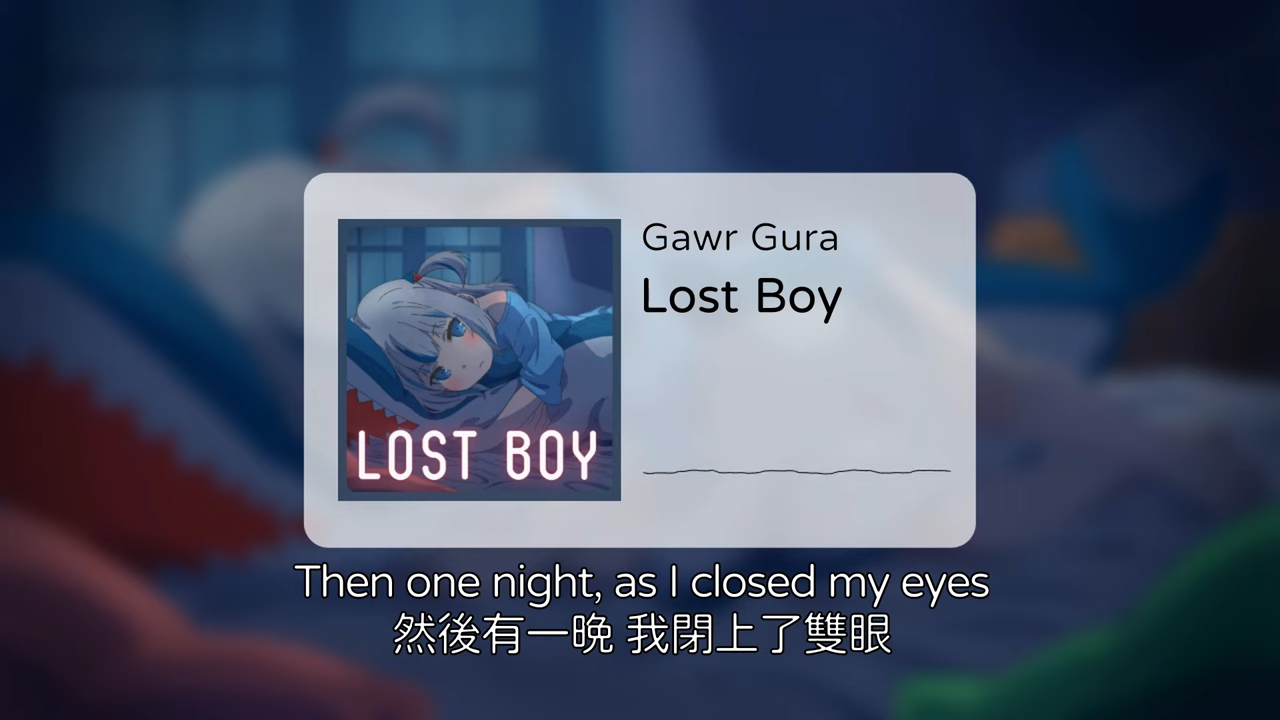 Gawr Gura
Lost Boy
LOST BOY
Then one night, as I closed my eyes
然後有一晚 我閉上了雙眼